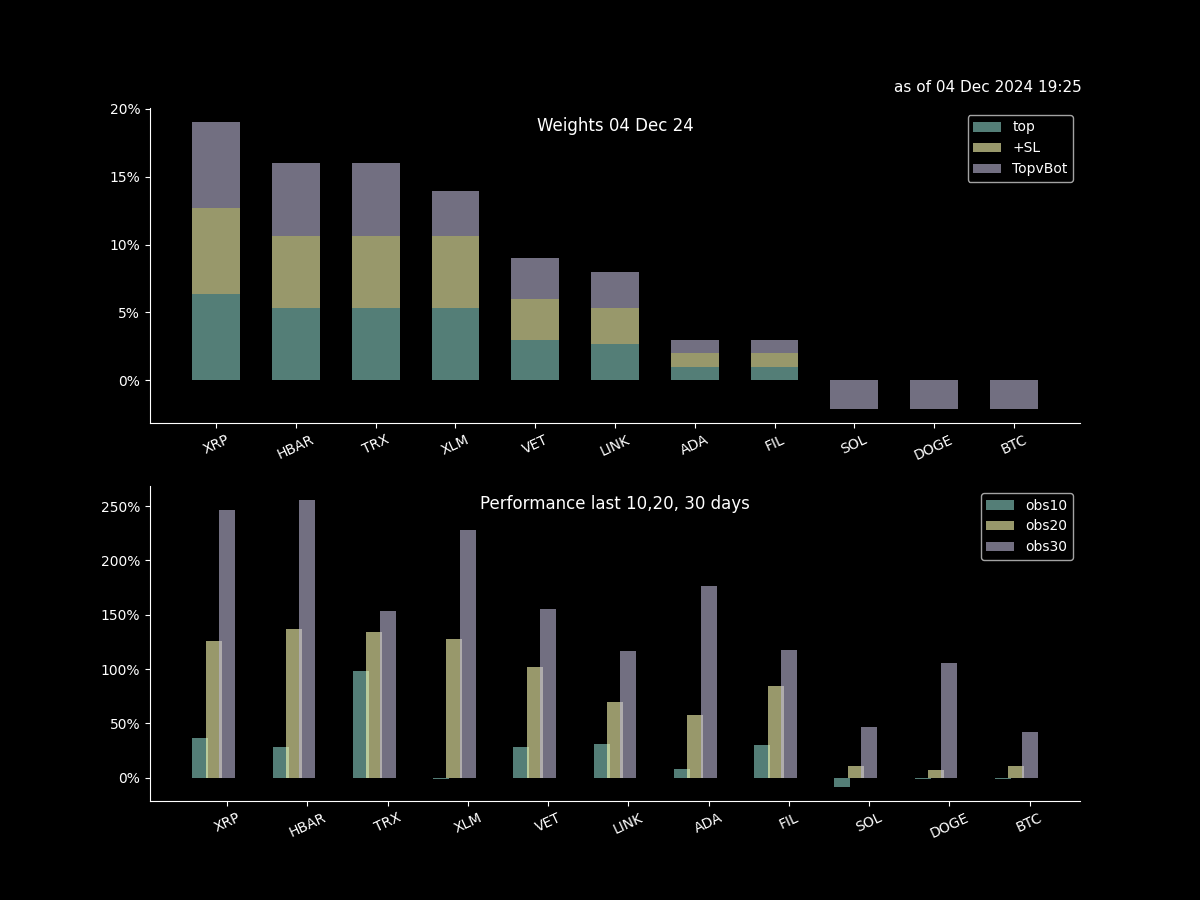 as of 04 Dec 2024 19:25
Weights 04 Dec 24
20%
15%
10%
5%
0%
top
+SL
TopvBot
XRP HBAR TRX XLM VET LINK ADA FIL SOL DOGE BTC
Performance last 10,20, 30 days
250%
200%
150%
100%
50%
0%
obs10
obs20
obs30
XRP HBAR TRX XLM VET LINK ADA FIL SOL DOGE BTC